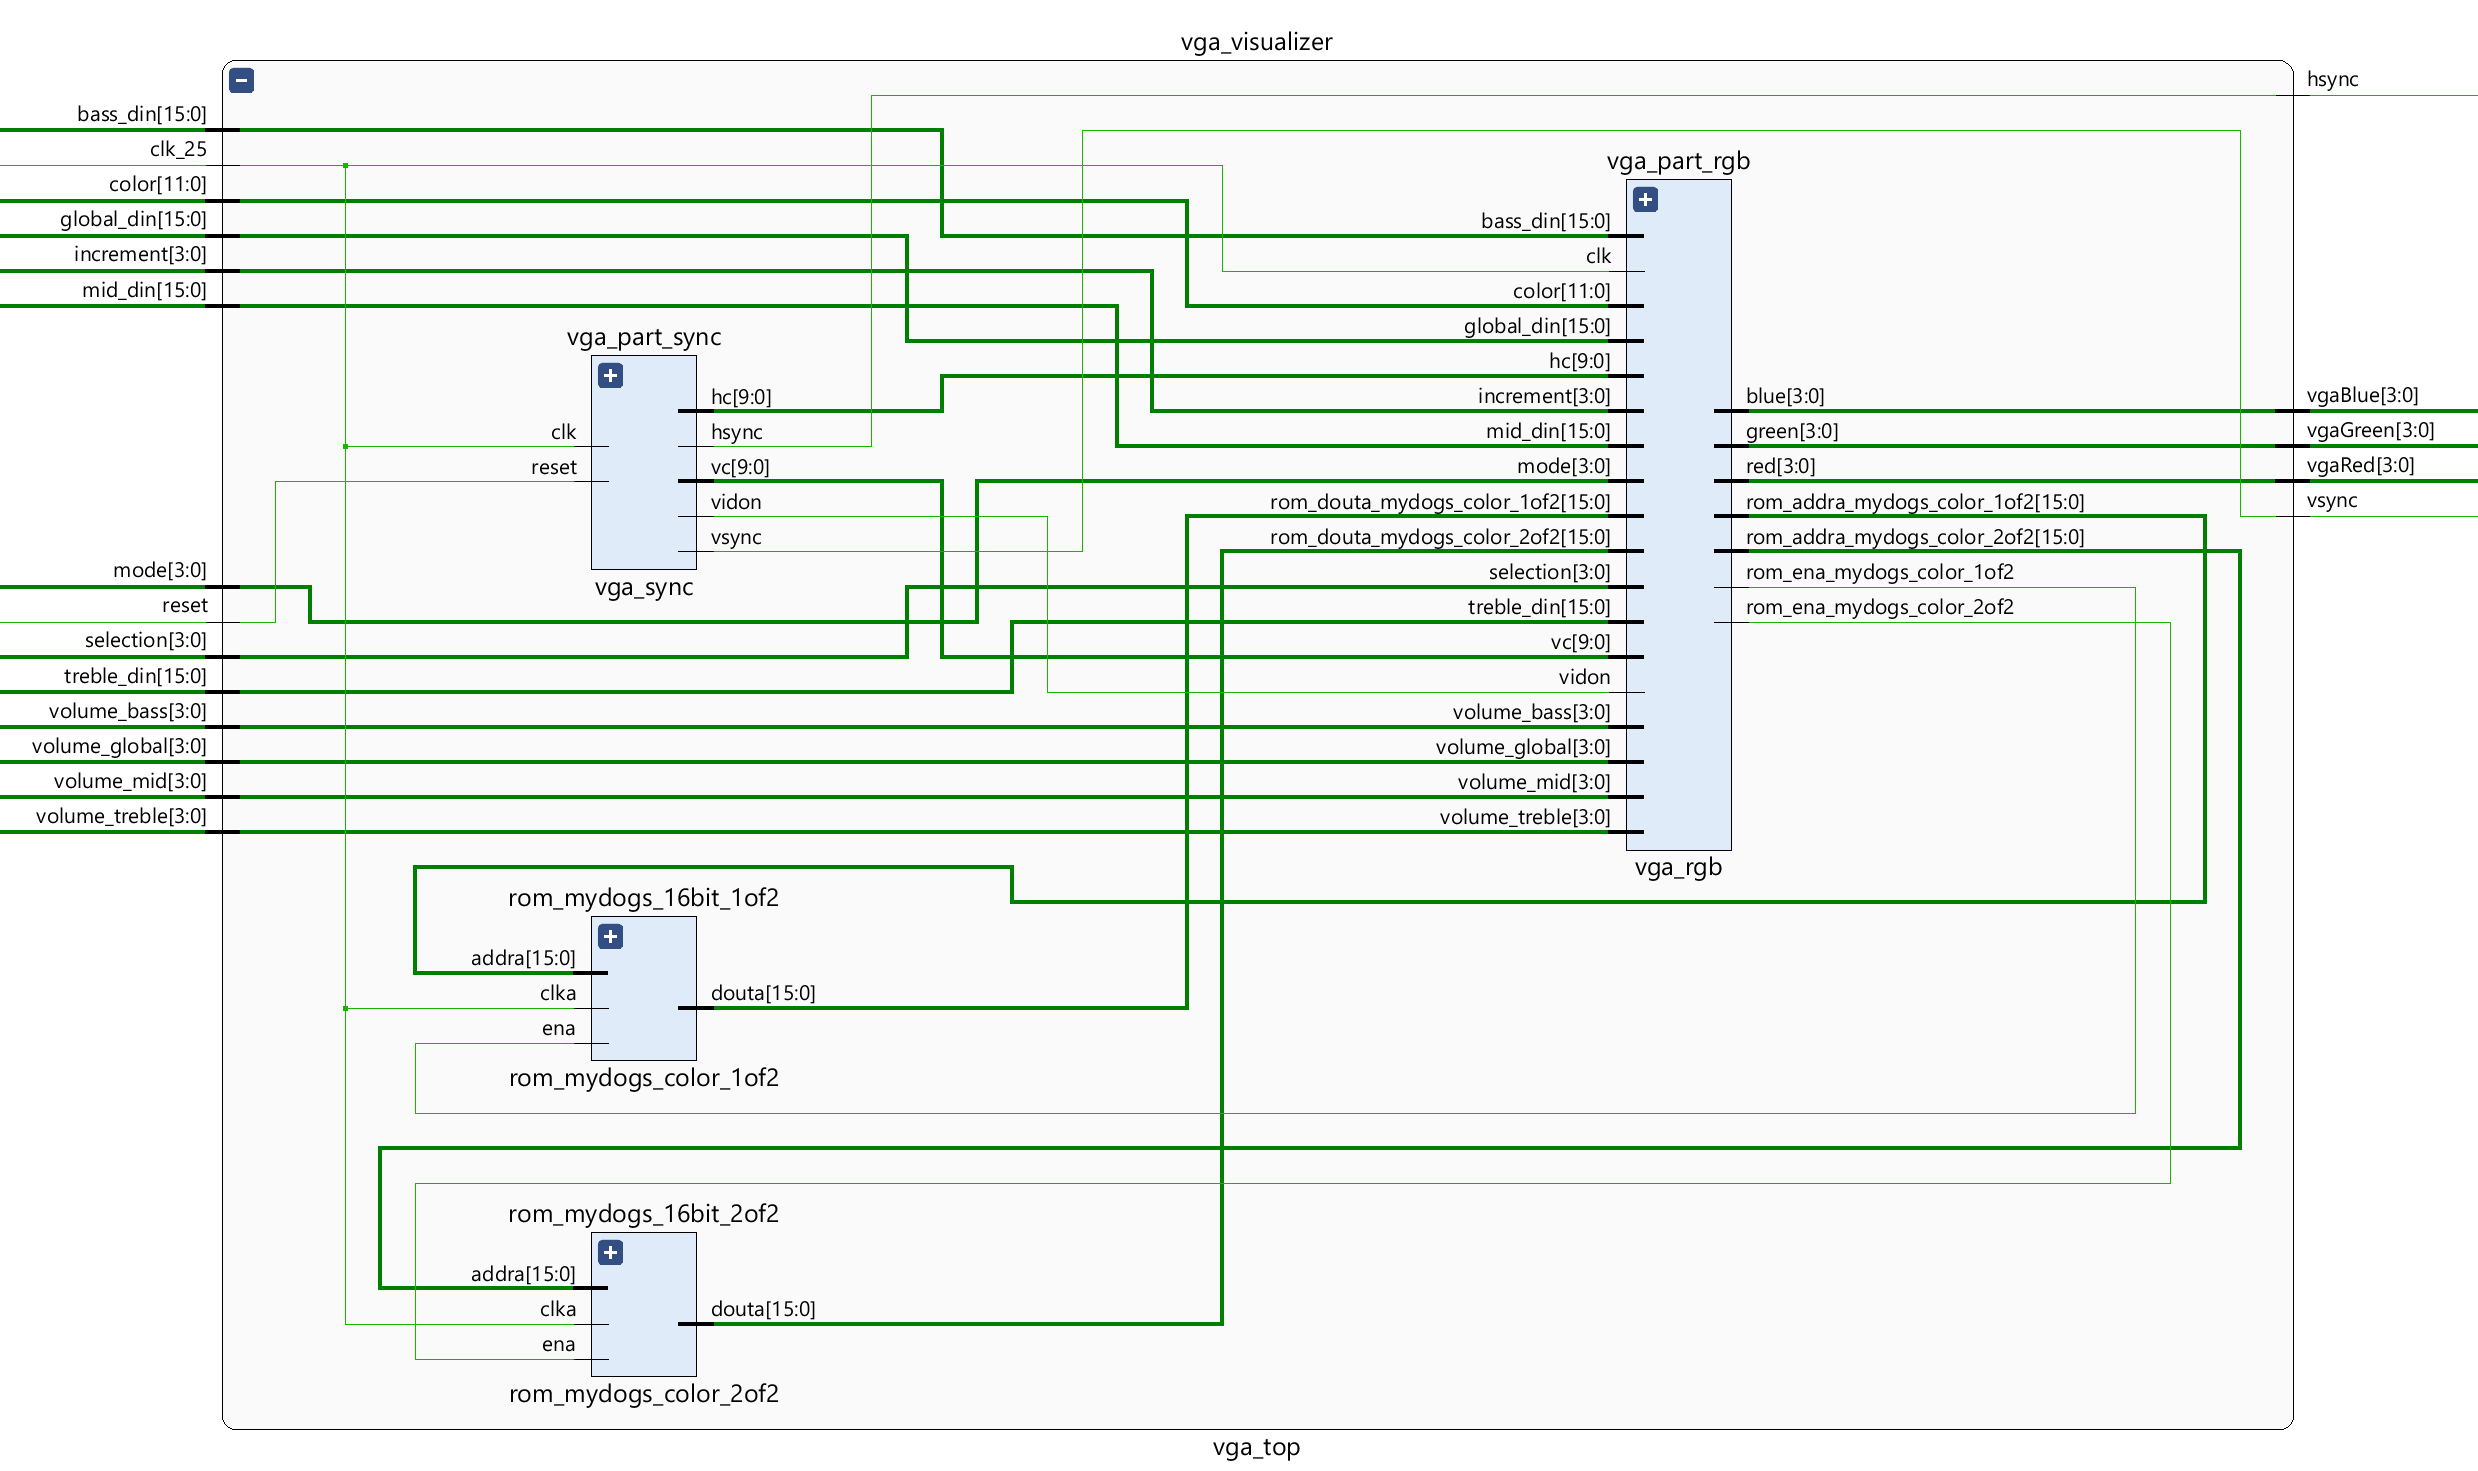 vga_visualizer
bass_din[15:0]
clk_25
color[11:0]
global_din[15:0]
increment[3:0]
mid_din[15:0]
mode[3:0]
reset
selection[3:0]
treble_din[15:0]
volume_bass[3:0]
volume_global[3:0]
volume_mid[3:0]
volume_treble[3:0]
vga_part_sync
clk
reset
hc[9:0]
hsync
vc[9:0]
vidon
vsync
vga_sync
rom_mydogs_16bit_1of2
addra[15:0]
clka
ena
douta[15:0]
rom_mydogs_color_1of2
rom_mydogs_16bit_2of2
addra[15:0]
clka
ena
douta[15:0]
rom_mydogs_color_2of2
vga_part_rgb
bass_din[15:0]
clk
color[11:0]
global_din[15:0]
hc[9:0]
increment[3:0]
mid_din[15:0]
mode[3:0]
rom_douta_mydogs_color_1of2[15:0]
rom_douta_mydogs_color_2of2[15:0]
selection[3:0]
treble_din[15:0]
vc[9:0]
vidon
volume_bass[3:0]
volume_global[3:0]
volume_mid[3:0]
volume_treble[3:0]
blue[3:0]
green[3:0]
red[3:0]
rom_addra_mydogs_color_1of2[15:0]
rom_addra_mydogs_color_2of2[15:0]
rom_ena_mydogs_color_1of2
rom_ena_mydogs_color_2of2
vga_rgb
hsync
vgaBlue[3:0]
vgaGreen[3:0]
vgaRed[3:0]
vsync
vga_top